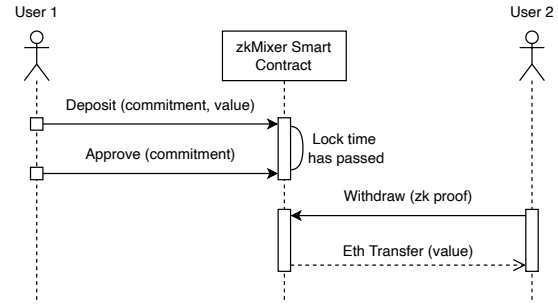 User 1
User 2
zkMixer Smart
Contract
Deposit (commitment, value)
Lock time
has passed
Approve (commitment)
Withdraw (zk proof)
Eth Transfer (value)